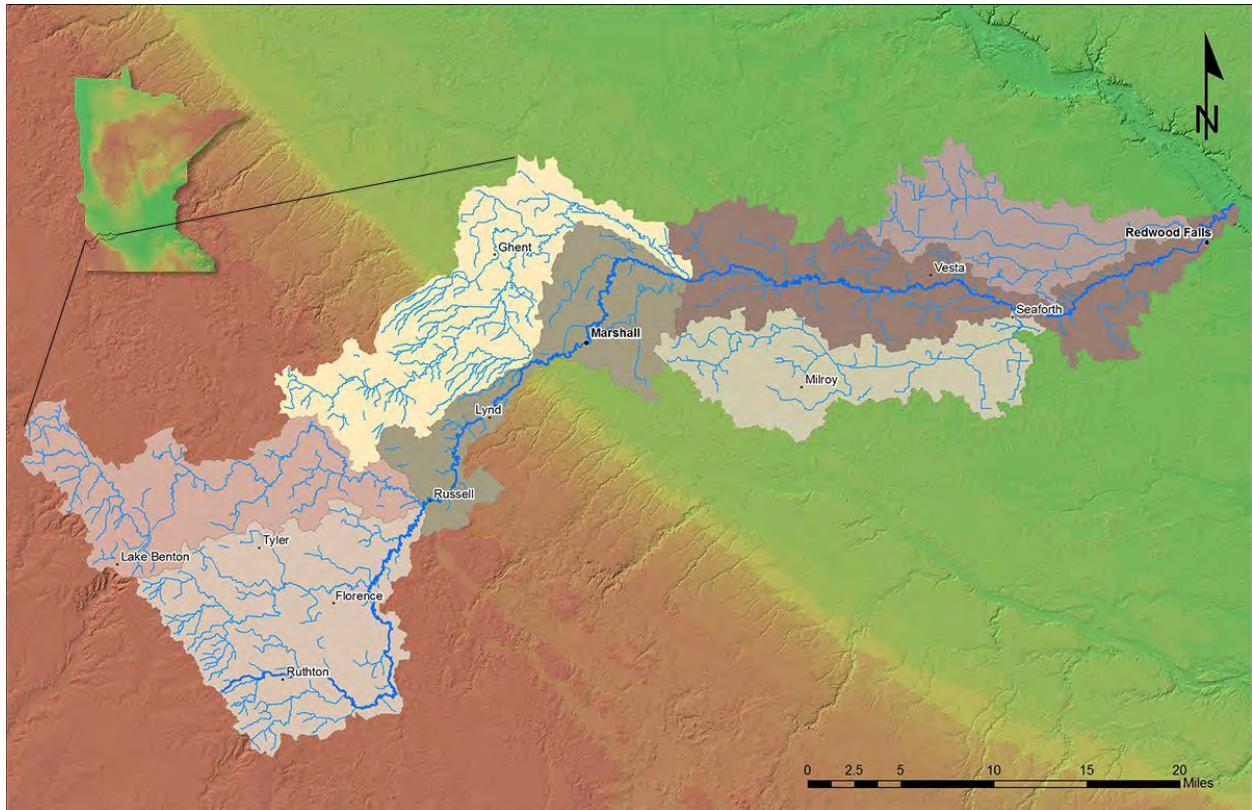 N
Redwood Falls
Ghent
Vesta
Seaforth
Marshall
Milroy
Lynd
Russell
Tyler
Lake Benton
Florence
Ruthton
0 2.5 5 10 15 20
Miles